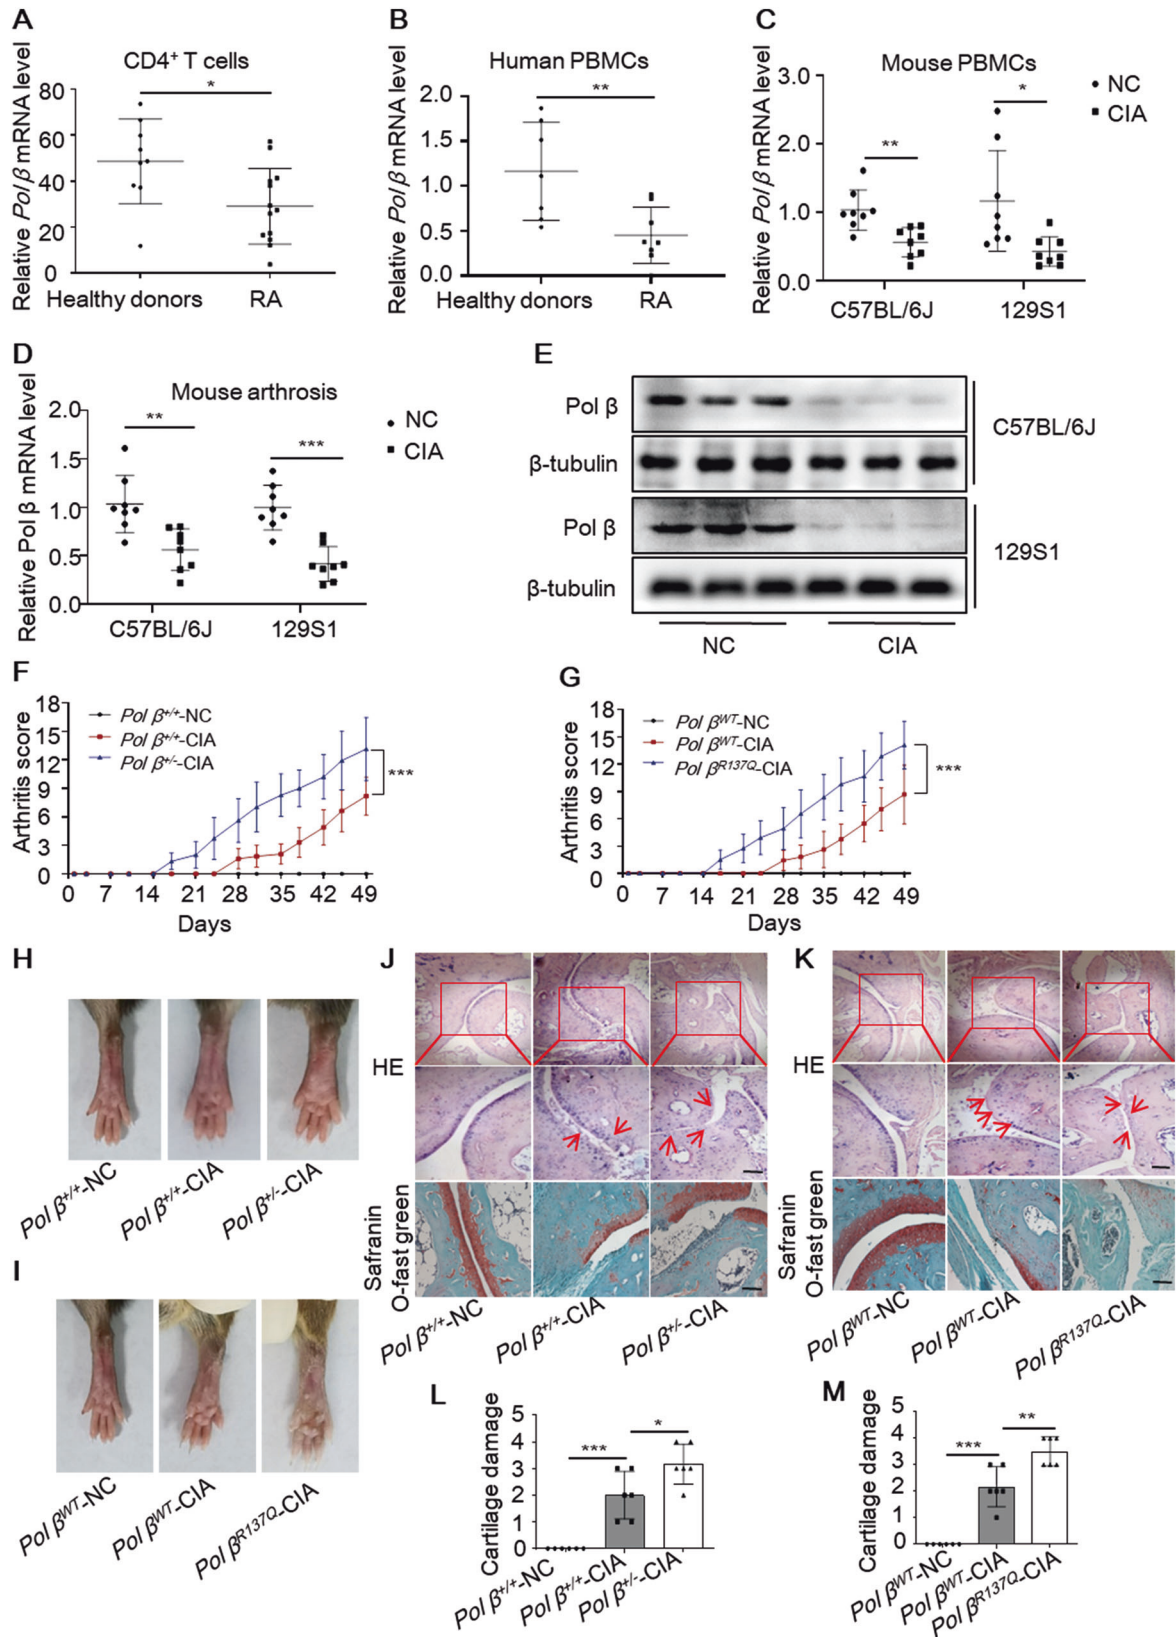 A
CD4+ T cells
Relative Pol β mRNA level
80
60
40
20
0
*
Healthy donors
RA
B
Human PBMCs
Relative Pol β mRNA level
2.0
1.5
1.0
0.5
0.0
**
Healthy donors
RA
C
Mouse PBMCs
Relative Pol β mRNA level
3.0
2.0
1.0
0.0
**
*
NC
CIA
C57BL/6J
129S1
D
Mouse arthrosis
Relative Pol β mRNA level
2.0
1.5
1.0
0.5
0.0
**
***
NC
CIA
C57BL/6J
129S1
E
Pol β
β-tubulin
C57BL/6J
Pol β
β-tubulin
129S1
NC
CIA
F
Arthritis score
18
15
12
9
6
3
0
Pol β+/+-NC
Pol β+/+-CIA
Pol β+/--CIA
***
0 7 14 21 28 35 42 49
Days
G
Arthritis score
18
15
12
9
6
3
0
Pol βWT-NC
Pol βWT-CIA
Pol βR137Q-CIA
***
0 7 14 21 28 35 42 49
Days
H
Pol β+/+-NC
Pol β+/+-CIA
Pol β+/--CIA
I
Pol βWT-NC
Pol βWT-CIA
Pol βR137Q-CIA
J
HE
Safranin
O-fast green
Pol β+/+-NC
Pol β+/+-CIA
Pol β+/--CIA
K
HE
Safranin
O-fast green
Pol βWT-NC
Pol βWT-CIA
Pol βR137Q-CIA
L
Cartilage damage
5
4
3
2
1
0
***
*
Pol β+/+-NC
Pol β+/+-CIA
Pol β+/--CIA
M
Cartilage damage
5
4
3
2
1
0
***
**
Pol βWT-NC
Pol βWT-CIA
Pol βR137Q-CIA